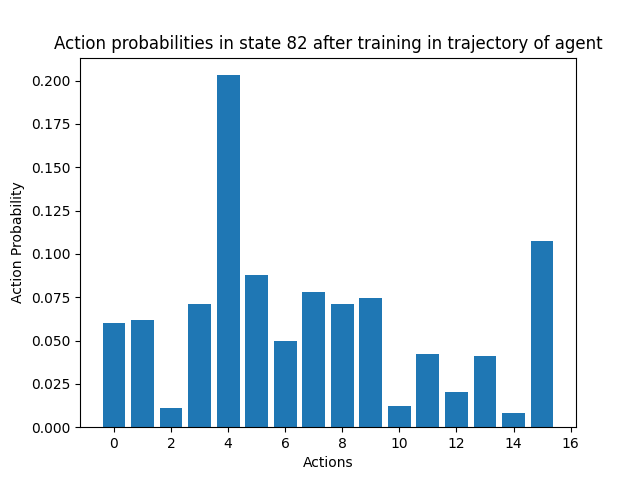 Action probabilities in state 82 after training in trajectory of agent
0.200
0.175
0.150
0.125
0.100
0.075
0.050
0.025
0.000
Action Probability
0 2 4 6 8 10 12 14 16
Actions